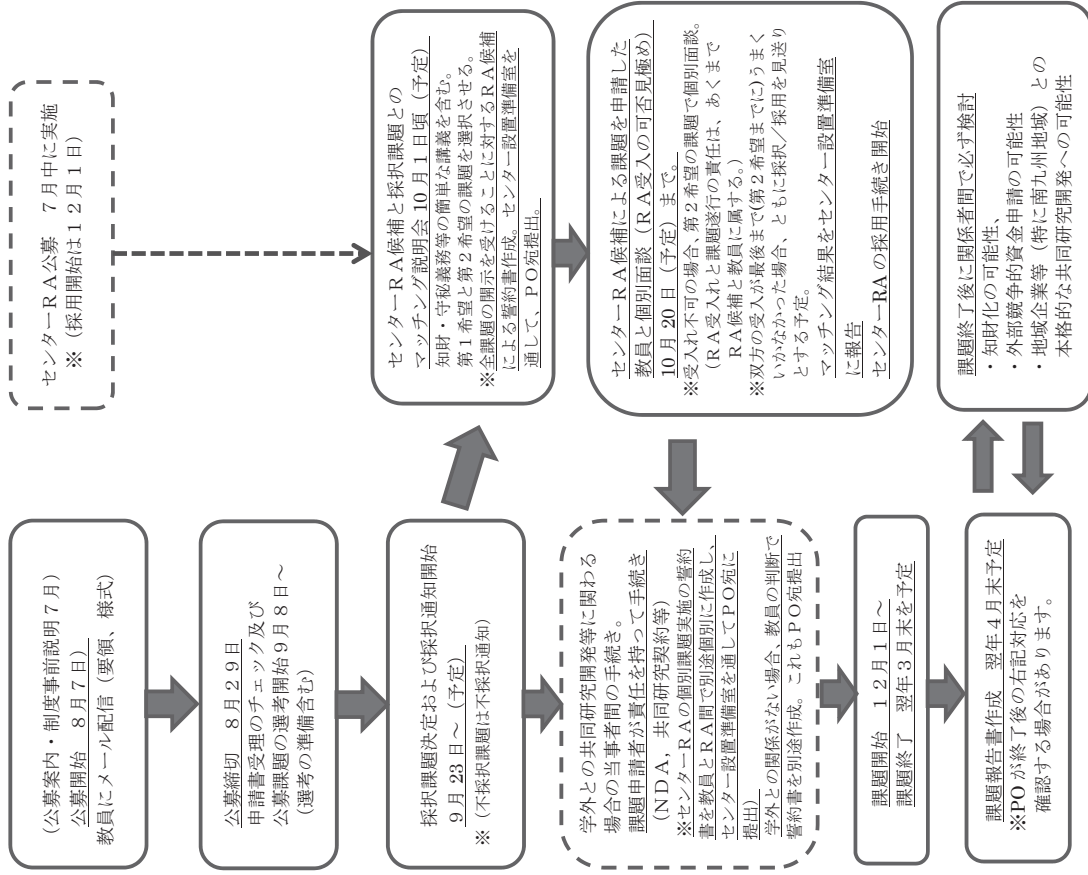 (公募案内・制度事前説明７月)
公募開始　８月７日)
教員にメール配信（要領、様式）
公募締切　８月２９日
申請書受理のチェック及び
公募課題の選考開始９月８日～
(選考の準備含む)
採択課題決定および採択通知開始
９月 23 日～（予定）
※（不採択課題は不採択通知）
学外との共同研究開発等に関わる
場合の当事者間の手続き。
課題申請者が責任を持って手続き
(NDA，共同研究契約等)
※センターRAの個別課題実施の誓約
書を教員とRA間で別途個別に作成し、
センター設置準備室を通してPO宛に
提出)
学外との関係がない場合、教員の判断で
誓約書を別途作成。これもPO宛提出
課題開始　１２月１日～
課題終了　翌年３月末を予定
課題報告書作成　翌年４月末予定
※PO が終了後の右記対応を
確認する場合があります。
センターRA公募　７月中に実施
※（採用開始は１２月１日）
センターRA候補と採択課題との
マッチング説明会 10 月１日頃（予定）
知財・守秘義務等の簡単な講義を含む。
第１希望と第２希望の課題を選択させる。
※全課題の開示を受けることに対するRA候補
による誓約書作成。センター設置準備室を
通して、PO宛提出。
センターRA候補による課題を申請した
教員と個別面談（RA受入の可否見極め）
10 月 20 日（予定）まで。
※受入れ不可の場合、第２希望の課題で個別面談。
(RA受入れと課題遂行の責任は、あくまで
RA候補と教員に属する。)
※双方の受入が最後まで(第２希望までに)うまく
いかなかった場合、ともに採択／採用を見送り
とする予定。
マッチング結果をセンター設置準備室
に報告
センターRAの採用手続き開始
課題終了後に関係者間で必ず検討
・知財化の可能性、
・外部競争的資金申請の可能性
・地域企業等（特に南九州地域）との
本格的な共同研究開発への可能性